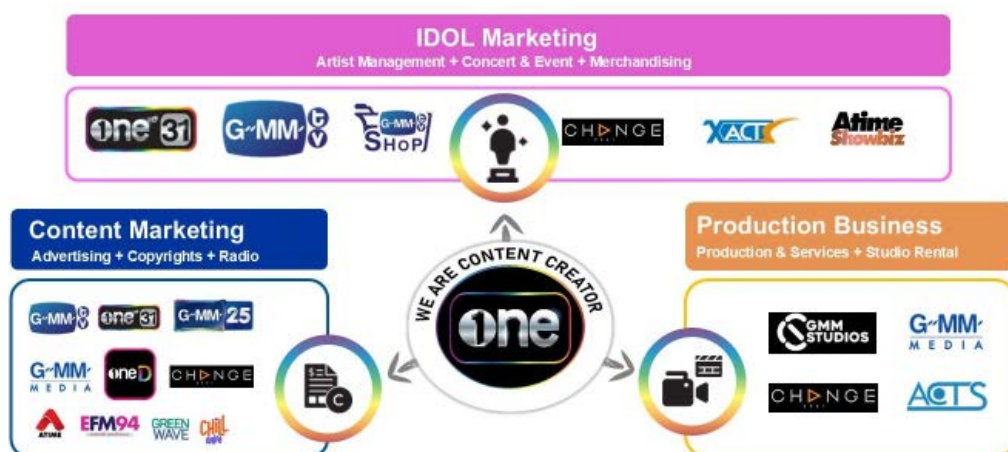 IDOL Marketing
Artist Management + Concert & Event + Merchandising
one 31
GMM tv
GMM tv
SHOP
CHANGE
XACT
Atime
Showbiz
Content Marketing
Advertising + Copyrights + Radio
WE ARE CONTENT CREATOR
one
Production Business
Production & Services + Studio Rental
GMM tv
one 31
GMM 25
GMM
MEDIA
oneD
CHANGE
ATIME
EFM94
GREEN
WAVE
CHILL
C
GMM
STUDIOS
GMM
MEDIA
CHANGE
ACTS